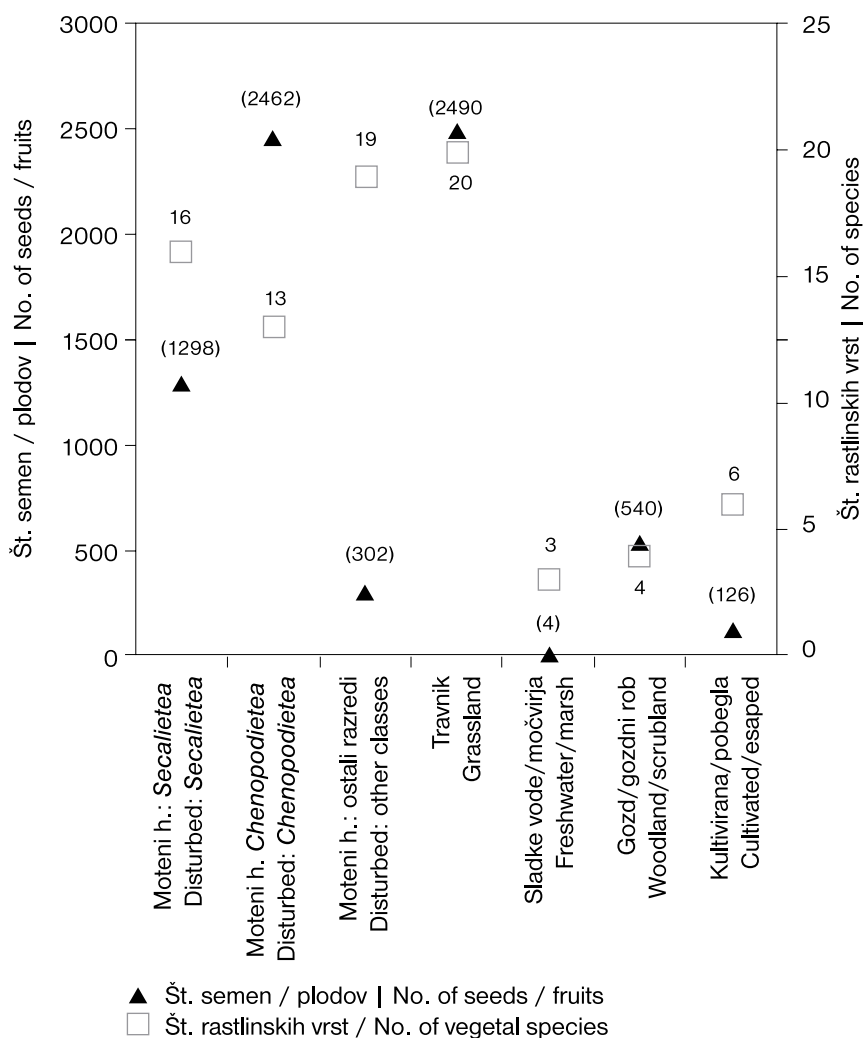 3000
2500
2000
1500
1000
500
0
Št. semen / plodov | No. of seeds / fruits
25
20
15
10
5
0
Št. rastlinskih vrst | No. of species
16
(1298)
(2462)
13
19
(302)
(2490
20
3
(4)
(540)
4
6
(126)
Moteni h.: Secalietea
Disturbed: Secalietea
Moteni h. Chenopodietea
Disturbed: Chenopodietea
Moteni h.: ostali razredi
Disturbed: other classes
Travnik
Grassland
Sladke vode/močvirja
Freshwater/marsh
Gozd/gozdni rob
Woodland/scrubland
Kultivirana/pobegla
Cultivated/esaped
Št. semen / plodov | No. of seeds / fruits
Št. rastlinskih vrst / No. of vegetal species